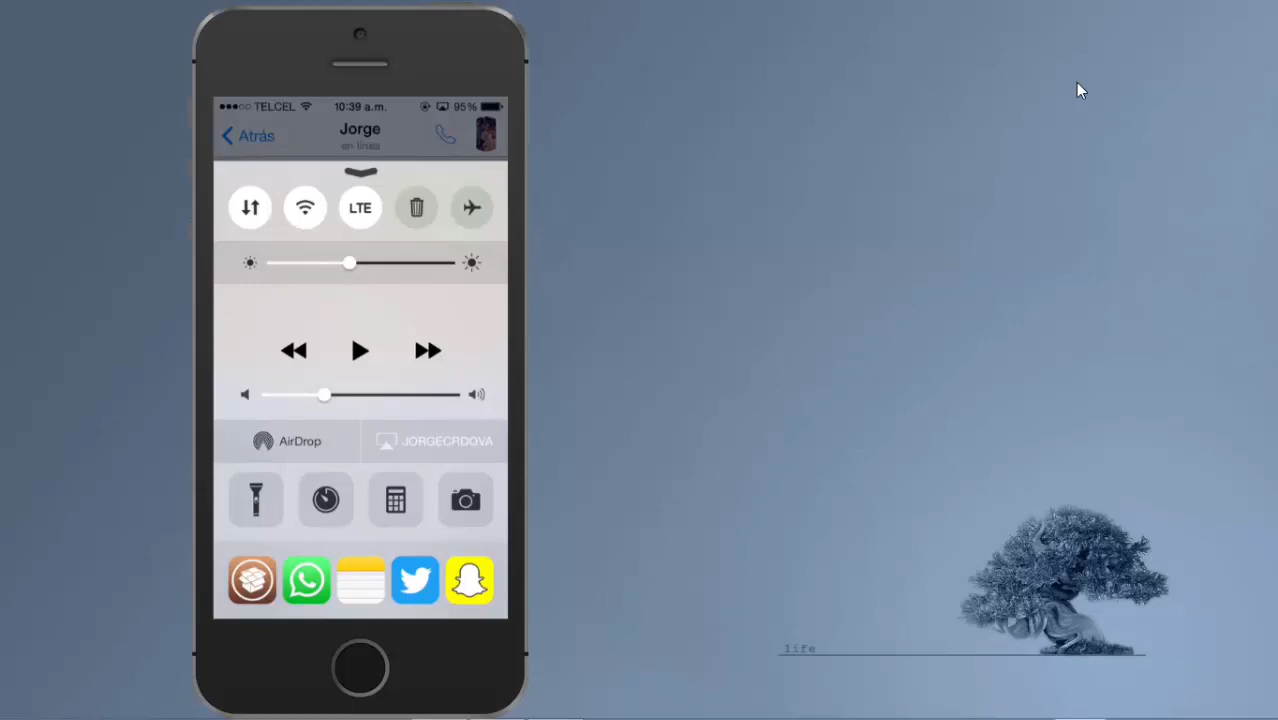 TELCEL 10:39 a.m. 95%
Atrás Jorge
en línea
LTE
AirDrop JORGECRDOVA
life